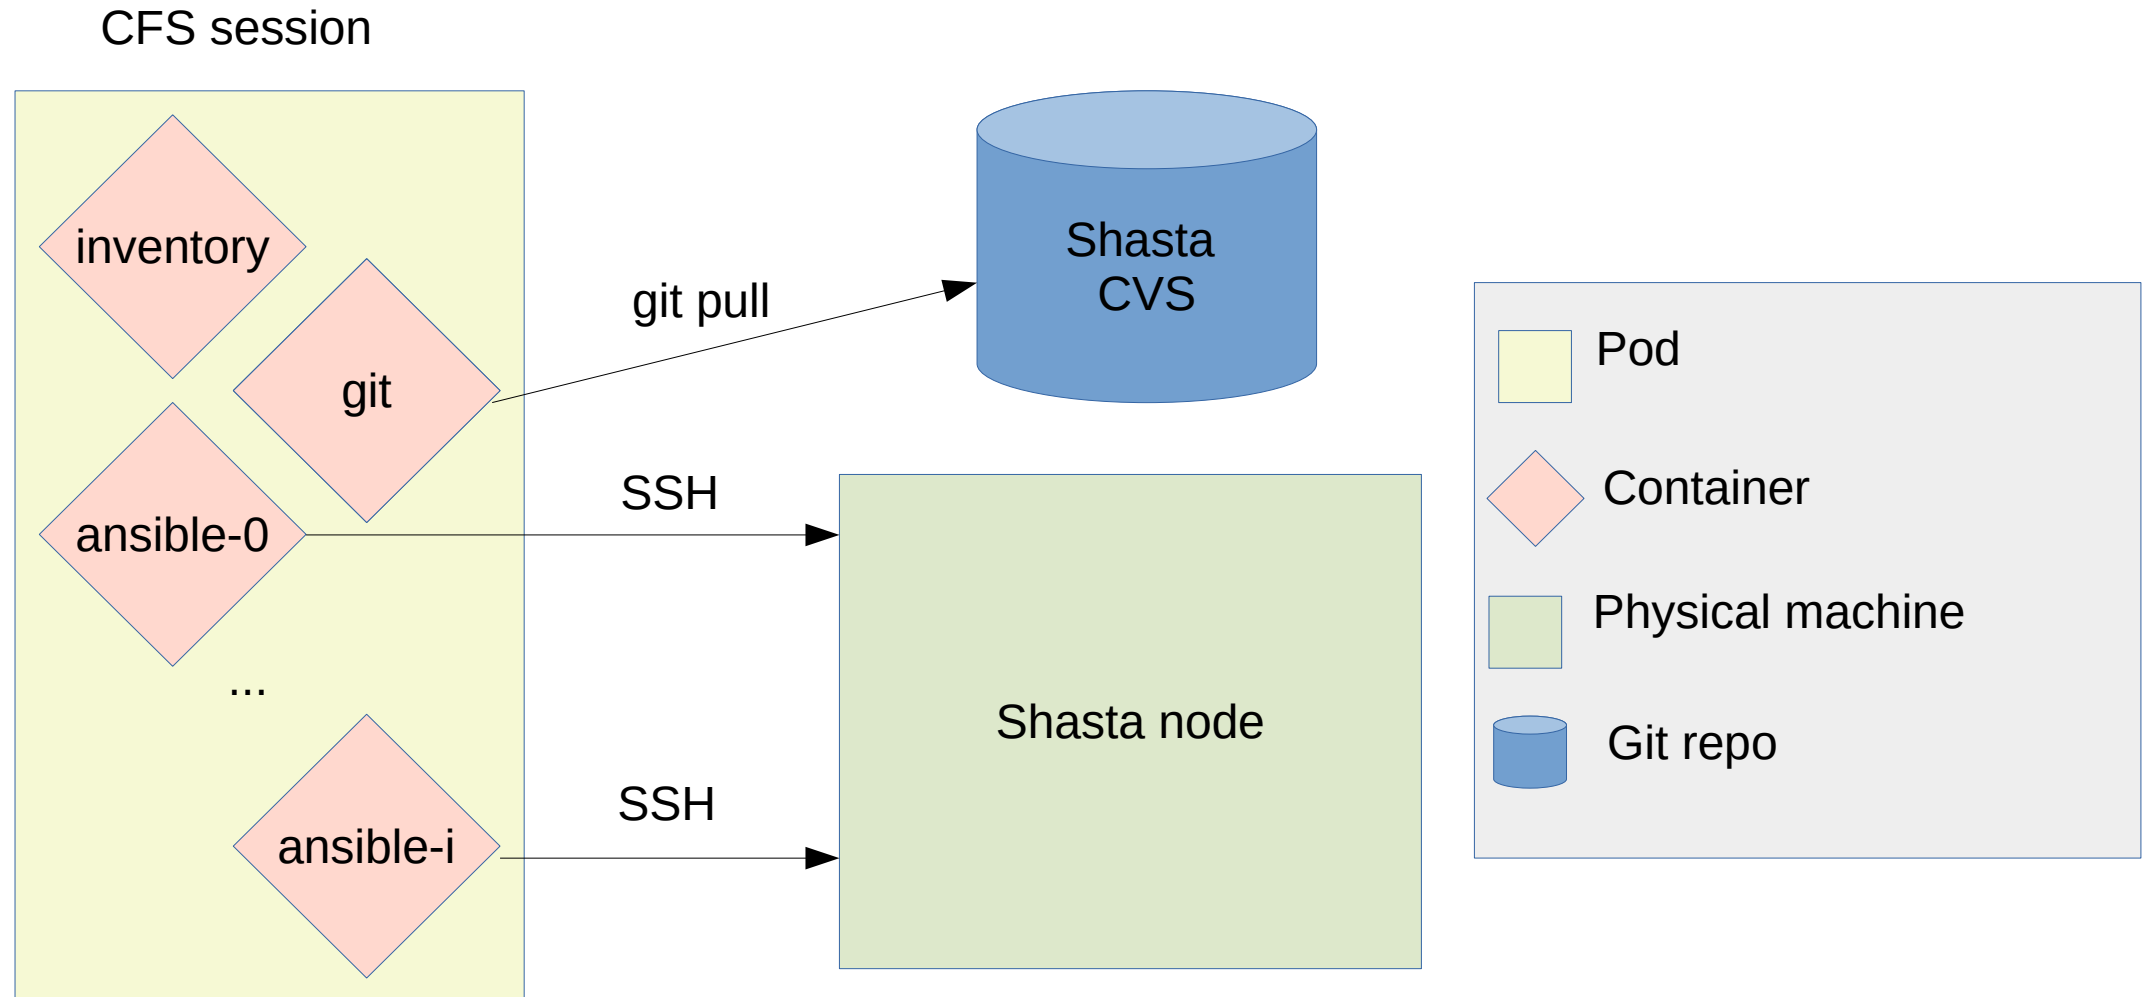 CFS session
inventory
git
ansible-0
...
ansible-i
git pull
SSH
SSH
Shasta
CVS
Shasta node
Pod
Container
Physical machine
Git repo